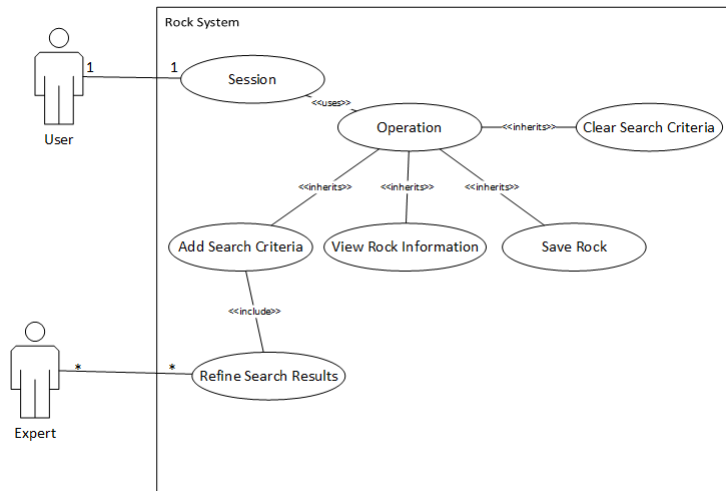 Rock System
1
1
Session
User
<<uses>>
Operation
<<inherits>>
Clear Search Criteria
<<inherits>>
<<inherits>>
<<inherits>>
Add Search Criteria
View Rock Information
Save Rock
<<include>>
*
*
Refine Search Results
Expert